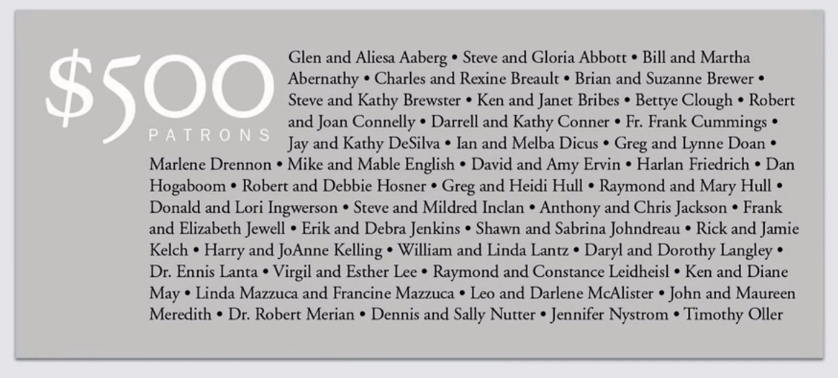 $500
PATRONS
Glen and Aliesa Aaberg • Steve and Gloria Abbott • Bill and Martha
Abernathy • Charles and Rexine Breault • Brian and Suzanne Brewer •
Steve and Kathy Brewster • Ken and Janet Bribes • Bettye Clough • Robert
and Joan Connelly • Darrell and Kathy Conner • Fr. Frank Cummings •
Jay and Kathy DeSilva • Ian and Melba Dicus • Greg and Lynne Doan •
Marlene Drennon • Mike and Mable English • David and Amy Ervin • Harlan Friedrich • Dan
Hogaboom • Robert and Debbie Hosner • Greg and Heidi Hull • Raymond and Mary Hull •
Donald and Lori Ingwerson • Steve and Mildred Inclan • Anthony and Chris Jackson • Frank
and Elizabeth Jewell • Erik and Debra Jenkins • Shawn and Sabrina Johndreau • Rick and Jamie
Kelch • Harry and JoAnne Kelling • William and Linda Lantz • Daryl and Dorothy Langley •
Dr. Ennis Lanta • Virgil and Esther Lee • Raymond and Constance Leidheisl • Ken and Diane
May • Linda Mazzuca and Francine Mazzuca • Leo and Darlene McAlister • John and Maureen
Meredith • Dr. Robert Merian • Dennis and Sally Nutter • Jennifer Nystrom • Timothy Oller